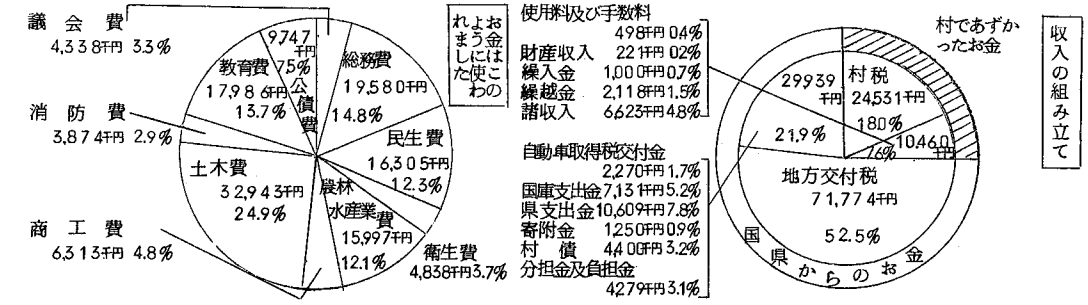 議会費
4,338千円 3.3%
消防費
3,874千円 2.9%
商工費
6,313千円 4.8%
お金はこの
ように使わ
れました
9,747
千円
7.5%
公債費
総務費
19,580千円
14.8%
教育費
17,986千円
13.7%
民生費
16,305千円
12.3%
土木費
32,943千円
24.9%
農林
水産業費
15,997千円
12.1%
衛生費
4,838千円3.7%
使用料及び手数料
498千円0.4%
財産収入 221千円0.2%
繰入金 1,000千円0.7%
繰越金 2,118千円1.5%
諸収入 6,623千円4.8%
自動車取得税交付金
2,270千円1.7%
国庫支出金7,131千円5.2%
県支出金10,609千円7.8%
寄附金 1,250千円0.9%
村債 4,400千円3.2%
分担金及負担金
4,279千円3.1%
収入の組み立て
村であずか
ったお金
29,939
千円
21.9%
村税
24,531千円
18.0%
10,460
千円
7.6%
地方交付税
71,774千円
52.5%
国県からのお金